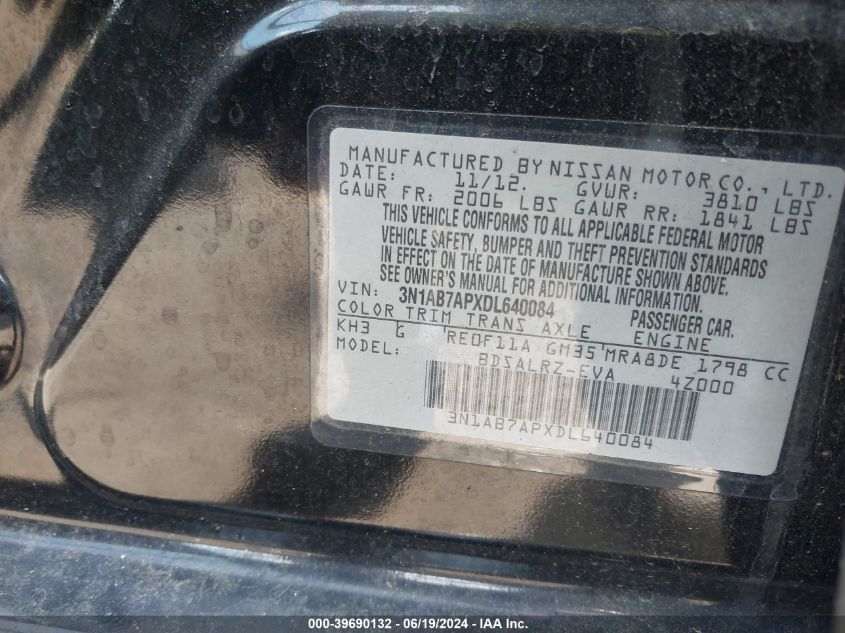 MANUFACTURED BY NISSAN MOTOR CO., LTD.
DATE: 11/12. GVWR: 3810 LBS
GAWR FR: 2006 LBS GAWR RR: 1841 LBS
THIS VEHICLE CONFORMS TO ALL APPLICABLE FEDERAL MOTOR
VEHICLE SAFETY, BUMPER AND THEFT PREVENTION STANDARDS
IN EFFECT ON THE DATE OF MANUFACTURE SHOWN ABOVE.
SEE OWNER'S MANUAL FOR ADDITIONAL INFORMATION.
VIN: 3N1AB7APXDL640084 PASSENGER CAR.
COLOR TRIM TRANS AXLE ENGINE
KH3 G RE0F11A GM35 MRA8DE 1798 CC
MODEL: BDSALRZ-EVA 4Z000
3N1AB7APXDL640084
000-39690132 - 06/19/2024 - IAA Inc.